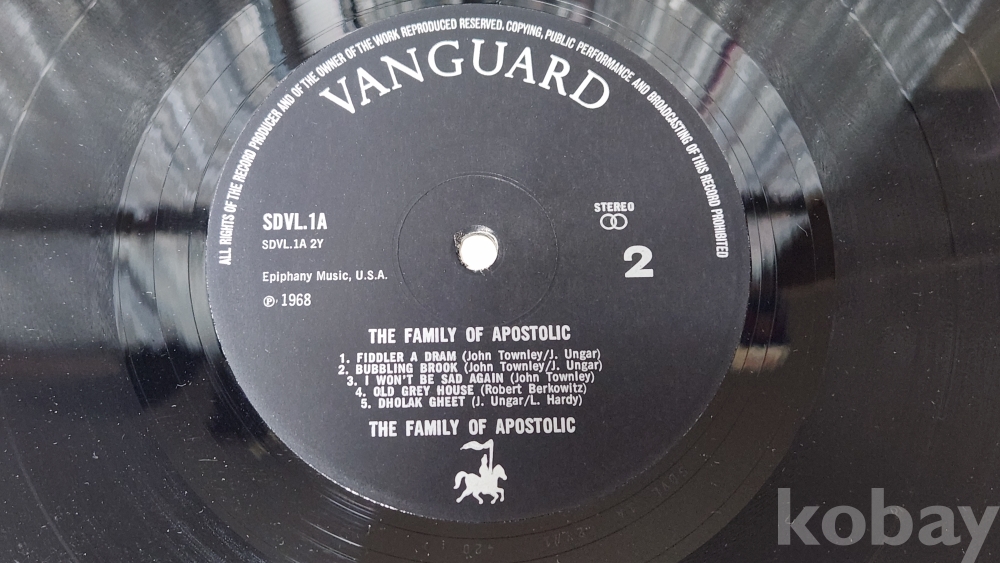 ALL RIGHTS OF THE RECORD PRODUCER AND OF THE OWNER OF THE WORK REPRODUCED RESERVED. COPYING, PUBLIC PERFORMANCE AND BROADCASTING OF THIS RECORD PROHIBITED
VANGUARD
SDVL.1A
STEREO
SDVL.1A 2Y
2
Epiphany Music, U.S.A.
℗ 1968
THE FAMILY OF APOSTOLIC
1. FIDDLER A DRAM (John Townley/J. Ungar)
2. BUBBLING BROOK (John Townley/J. Ungar)
3. I WON'T BE SAD AGAIN (John Townley)
4. OLD GREY HOUSE (Robert Berkowitz)
5. DHOLAK GHEET (J. Ungar/L. Hardy)
THE FAMILY OF APOSTOLIC
kobay